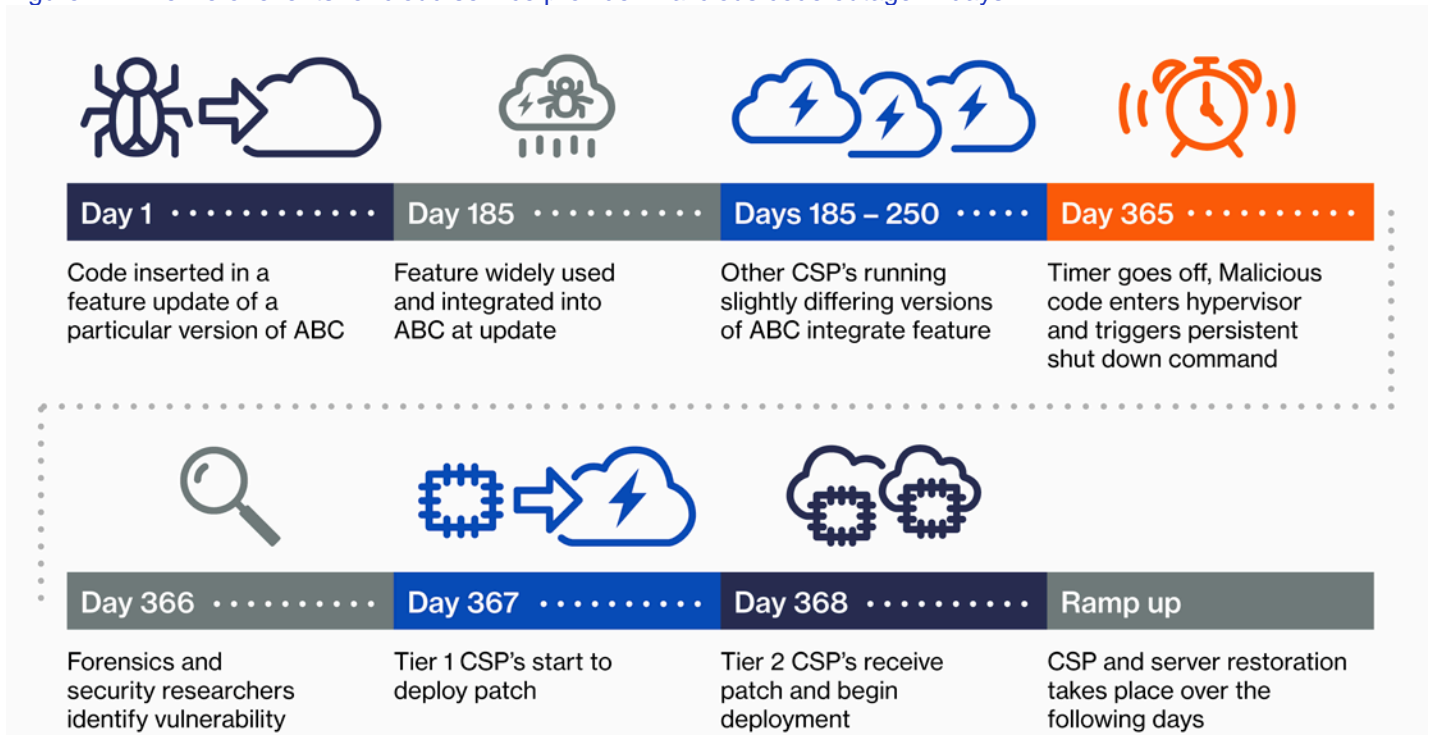 Day 1
Day 185
Days 185 – 250
Day 365
Code inserted in a
feature update of a
particular version of ABC
Feature widely used
and integrated into
ABC at update
Other CSP's running
slightly differing versions
of ABC integrate feature
Timer goes off, Malicious
code enters hypervisor
and triggers persistent
shut down command
Day 366
Day 367
Day 368
Ramp up
Forensics and
security researchers
identify vulnerability
Tier 1 CSP's start to
deploy patch
Tier 2 CSP's receive
patch and begin
deployment
CSP and server restoration
takes place over the
following days